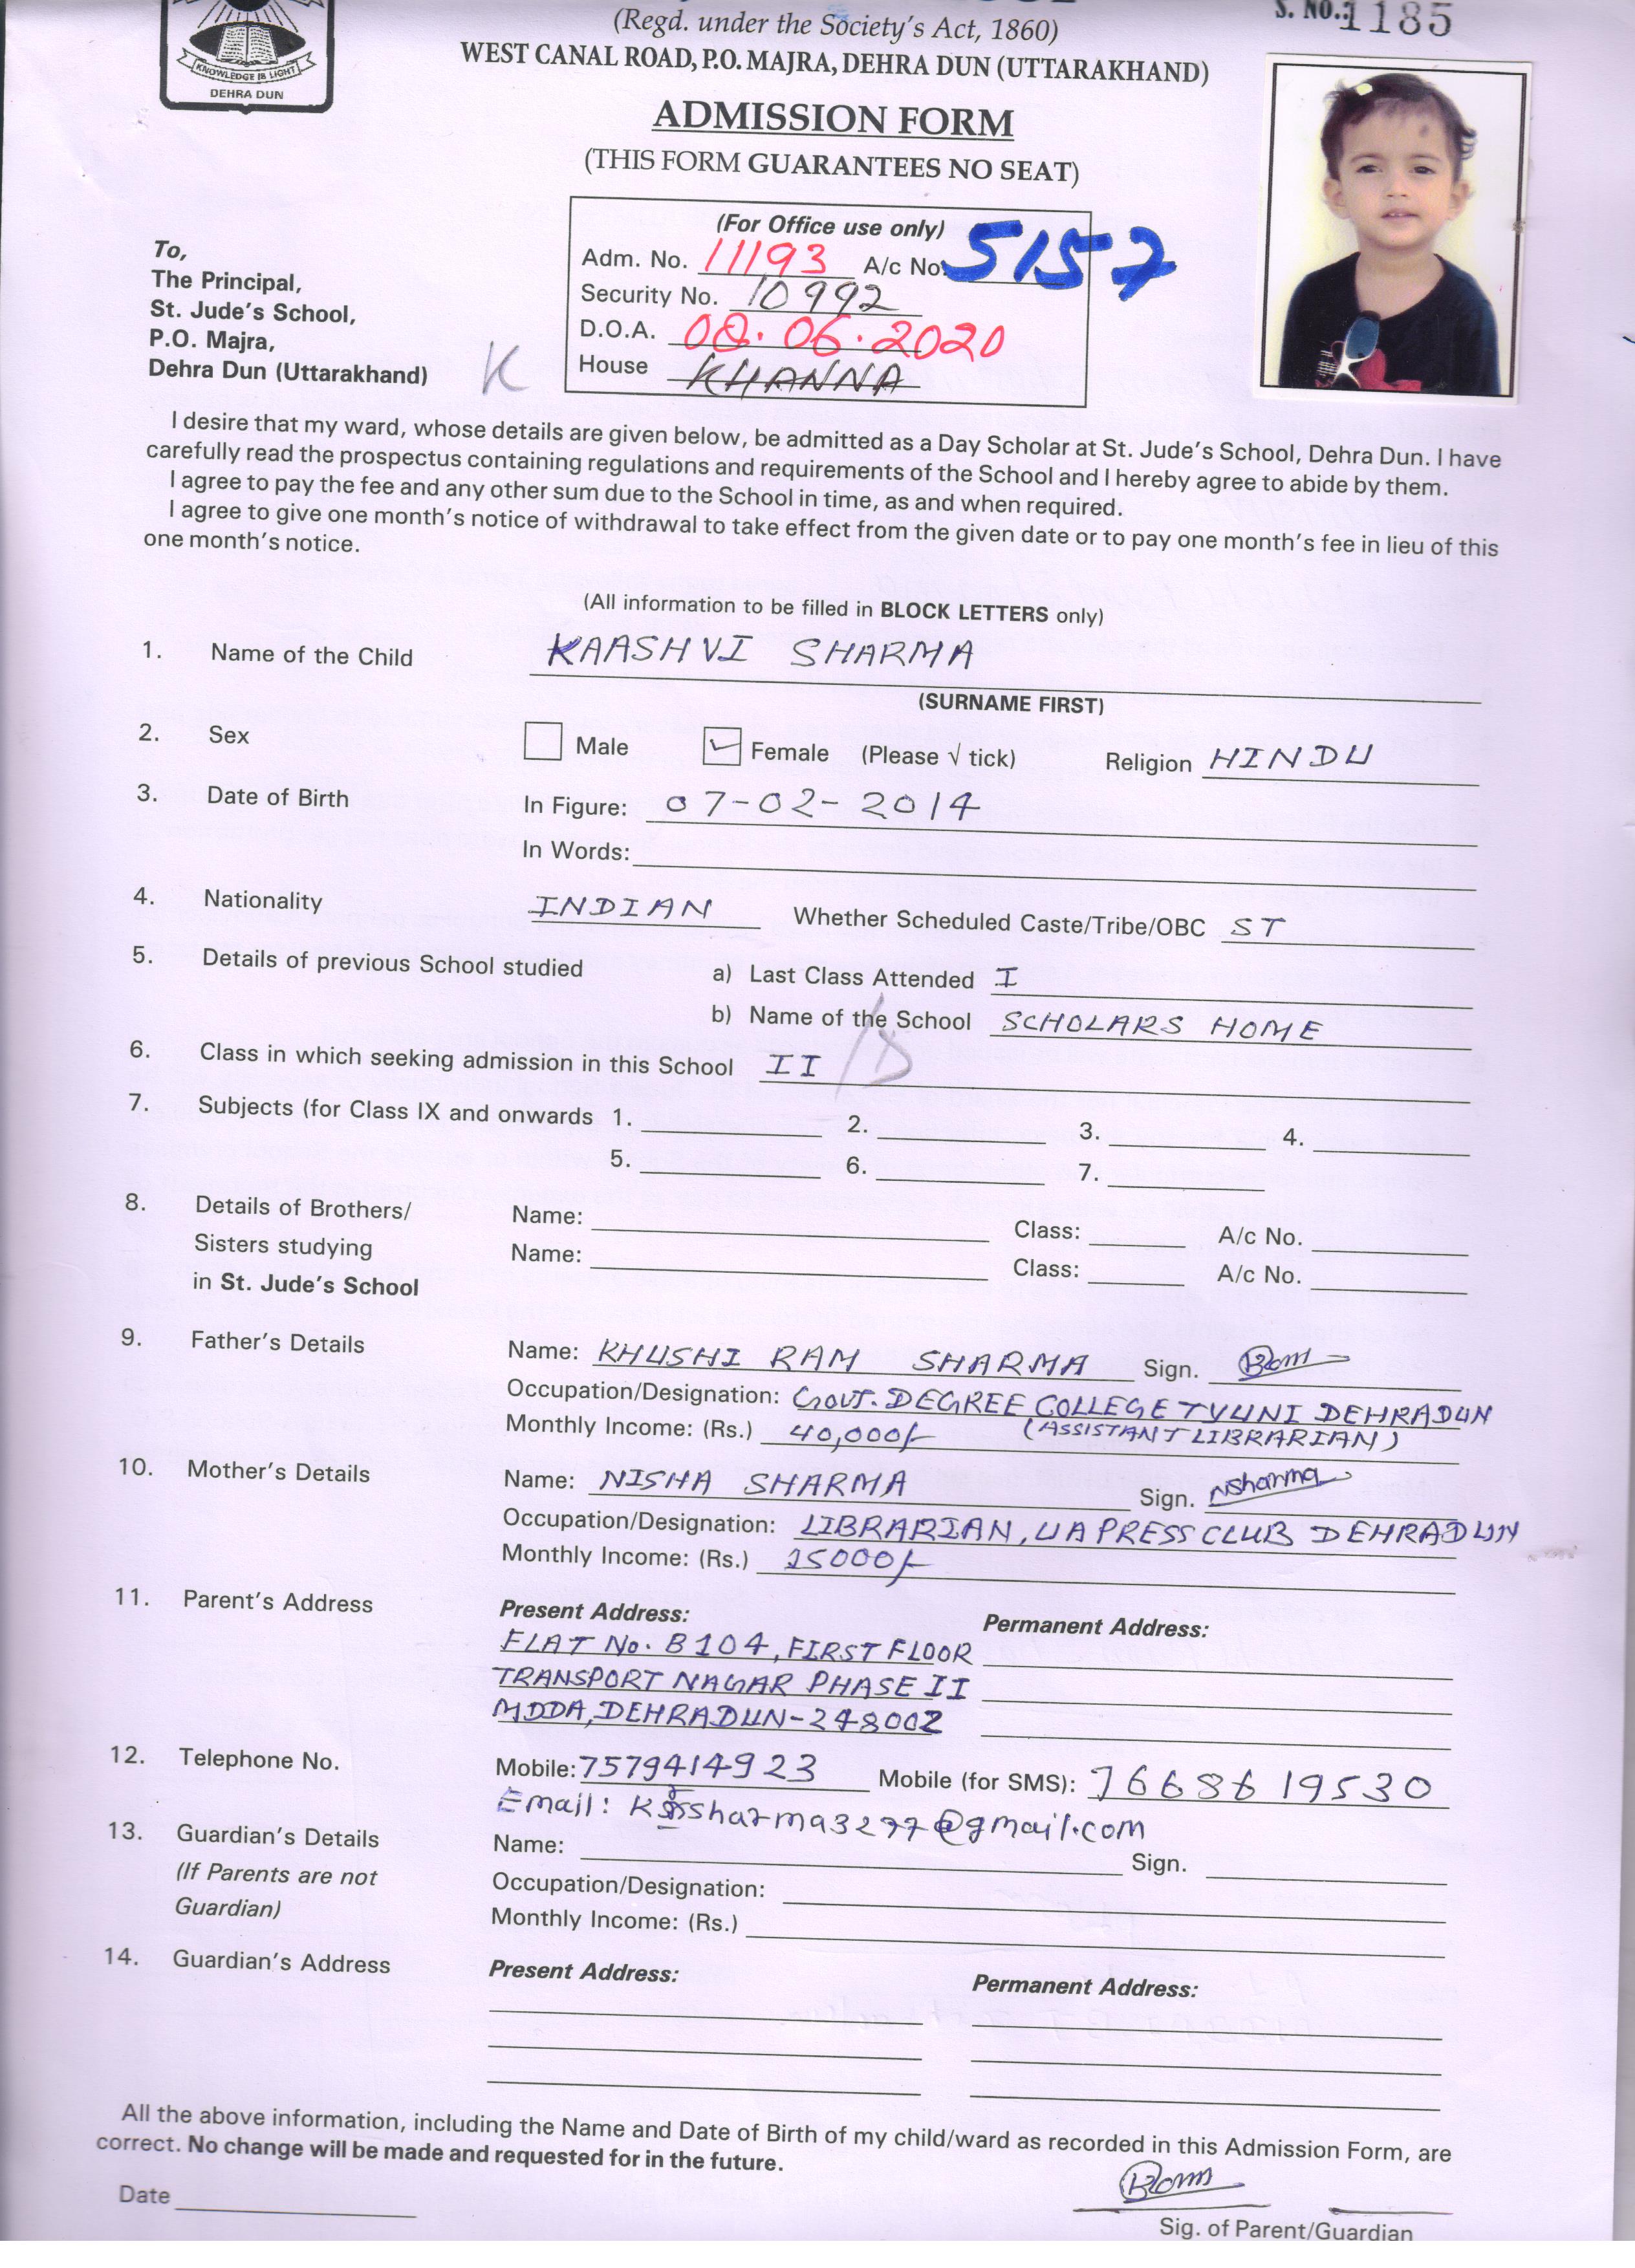 S. NO.:1185
(Regd. under the Society's Act, 1860)
WEST CANAL ROAD, P.O. MAJRA, DEHRA DUN (UTTARAKHAND)
KNOWLEDGE IS LIGHT
DEHRA DUN
ADMISSION FORM
(THIS FORM GUARANTEES NO SEAT)
(For Office use only)
Adm. No. 11193 A/c No. 5157
Security No. 10992
D.O.A. 08.06.2020
House KHANNA
To,
The Principal,
St. Jude's School,
P.O. Majra,
Dehra Dun (Uttarakhand)
K
I desire that my ward, whose details are given below, be admitted as a Day Scholar at St. Jude's School, Dehra Dun. I have
carefully read the prospectus containing regulations and requirements of the School and I hereby agree to abide by them.
I agree to pay the fee and any other sum due to the School in time, as and when required.
I agree to give one month's notice of withdrawal to take effect from the given date or to pay one month's fee in lieu of this
one month's notice.
(All information to be filled in BLOCK LETTERS only)
1. Name of the Child KAASHVI SHARMA
(SURNAME FIRST)
2. Sex Male Female (Please √ tick) Religion HINDU
3. Date of Birth In Figure: 07-02-2014
In Words:
4. Nationality INDIAN Whether Scheduled Caste/Tribe/OBC ST
5. Details of previous School studied a) Last Class Attended I
b) Name of the School SCHOLARS HOME
6. Class in which seeking admission in this School II /D
7. Subjects (for Class IX and onwards 1. 2. 3. 4.
5. 6. 7.
8. Details of Brothers/ Name: Class: A/c No.
Sisters studying Name: Class: A/c No.
in St. Jude's School
9. Father's Details Name: KHUSHI RAM SHARMA Sign.
Occupation/Designation: GOVT. DEGREE COLLEGE TYUNI DEHRADUN
Monthly Income: (Rs.) 40,000/- (ASSISTANT LIBRARIAN)
10. Mother's Details Name: NISHA SHARMA Sign. NSharma
Occupation/Designation: LIBRARIAN, UA PRESS CLUB DEHRADUN
Monthly Income: (Rs.) 15000/-
11. Parent's Address Present Address: Permanent Address:
FLAT No. B104, FIRST FLOOR
TRANSPORT NAGAR PHASE II
MDDA, DEHRADUN-248002
12. Telephone No. Mobile: 7579414923 Mobile (for SMS): 7668619530
Email:
13. Guardian's Details Name: Sign.
(If Parents are not Occupation/Designation:
Guardian) Monthly Income: (Rs.)
14. Guardian's Address Present Address: Permanent Address:
All the above information, including the Name and Date of Birth of my child/ward as recorded in this Admission Form, are
correct. No change will be made and requested for in the future.
Date
Sig. of Parent/Guardian